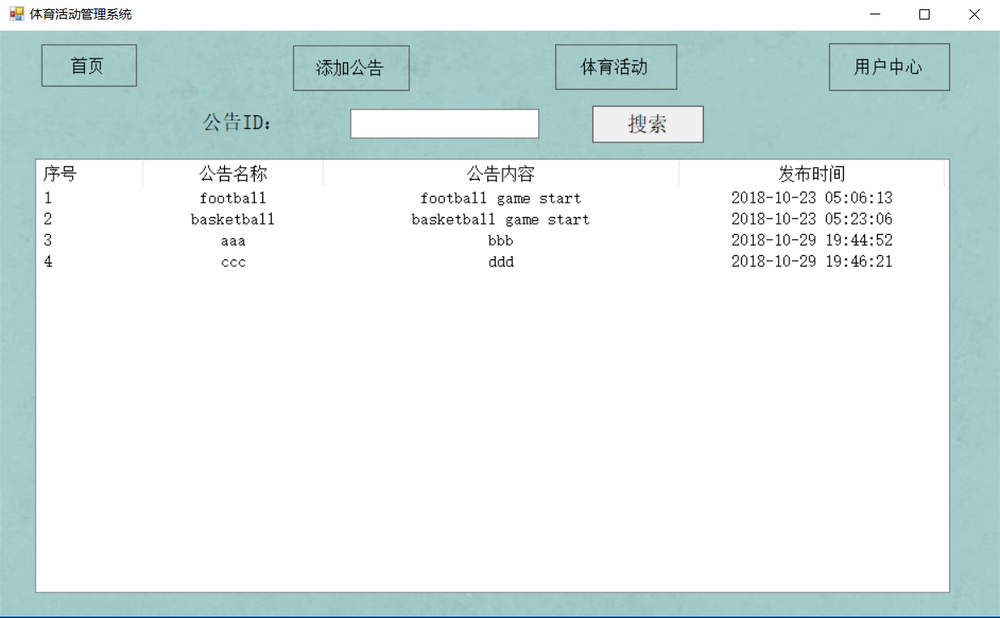 体育活动管理系统
首页 添加公告 体育活动 用户中心
公告ID: 搜索
序号 公告名称 公告内容 发布时间
1 football football game start 2018-10-23 05:06:13
2 basketball basketball game start 2018-10-23 05:23:06
3 aaa bbb 2018-10-29 19:44:52
4 ccc ddd 2018-10-29 19:46:21